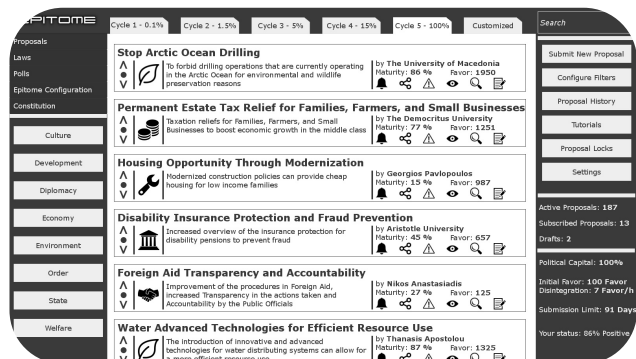 EPITOME
Cycle 1 - 0.1%
Cycle 2 - 1.5%
Cycle 3 - 5%
Cycle 4 - 15%
Cycle 5 - 100%
Customized
Search
Proposals
Laws
Polls
Epitome Configuration
Constitution
Culture
Development
Diplomacy
Economy
Environment
Order
State
Welfare
Stop Arctic Ocean Drilling
To forbid drilling operations that are currently operating
in the Arctic Ocean for environmental and wildlife
preservation reasons
by The University of Macedonia
Maturity: 86 % Favor: 1950
Permanent Estate Tax Relief for Families, Farmers, and Small Businesses
Taxation reliefs for Families, Farmers, and Small
Businesses to boost economic growth in the middle class
by The Democritus University
Maturity: 77 % Favor: 1251
Housing Opportunity Through Modernization
Modernized construction policies can provide cheap
housing for low income families
by Georgios Pavlopoulos
Maturity: 15 % Favor: 987
Disability Insurance Protection and Fraud Prevention
Increased overview of the insurance protection for
disability pensions to prevent fraud
by Aristotle University
Maturity: 45 % Favor: 657
Foreign Aid Transparency and Accountability
Improvement of the procedures in Foreign Aid,
increased Transparency in the actions taken and
Accountability by the Public Officials
by Nikos Anastasiadis
Maturity: 27 % Favor: 125
Water Advanced Technologies for Efficient Resource Use
The introduction of innovative and advanced
technologies for water distributing systems can allow for
a more efficient resource use
by Thanasis Apostolou
Maturity: 87 % Favor: 1325
Submit New Proposal
Configure Filters
Proposal History
Tutorials
Proposal Locks
Settings
Active Proposals: 187
Subscribed Proposals: 13
Drafts: 2
Political Capital: 100%
Initial Favor: 100 Favor
Disintegration: 7 Favor/h
Submission Limit: 91 Days
Your status: 86% Positive